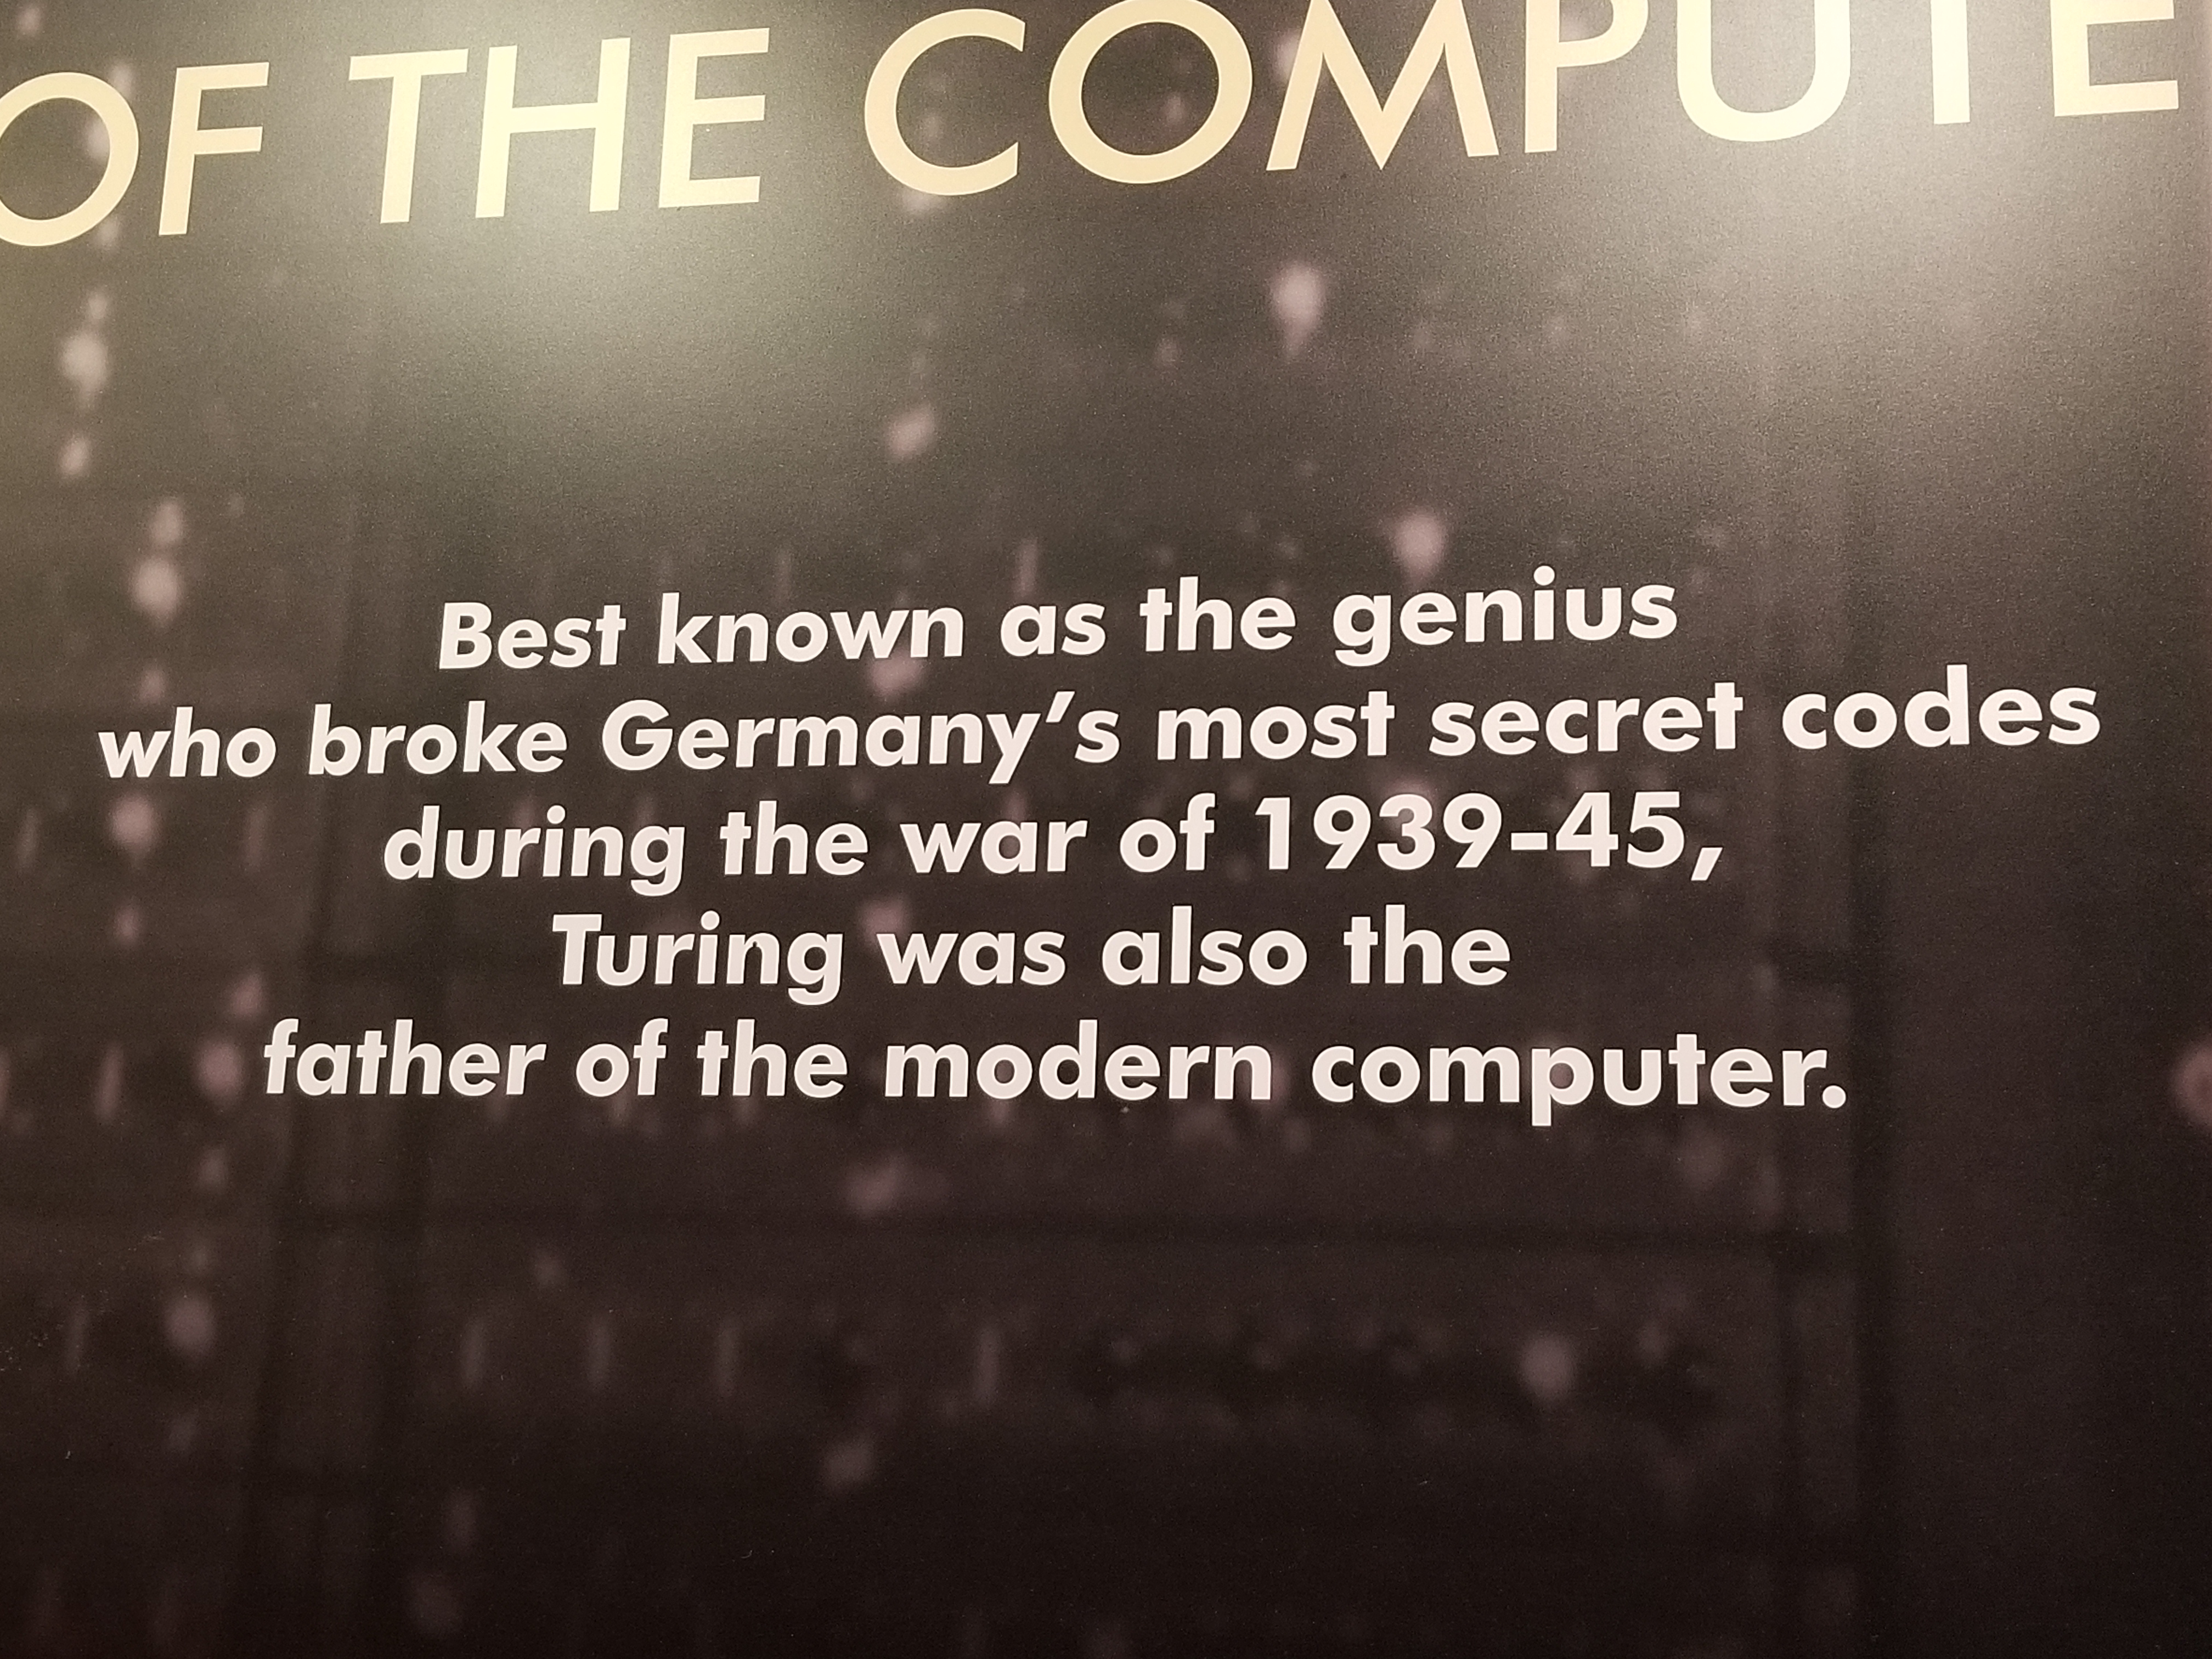 OF THE COMPUTE
Best known as the genius
who broke Germany’s most secret codes
during the war of 1939-45,
Turing was also the
father of the modern computer.